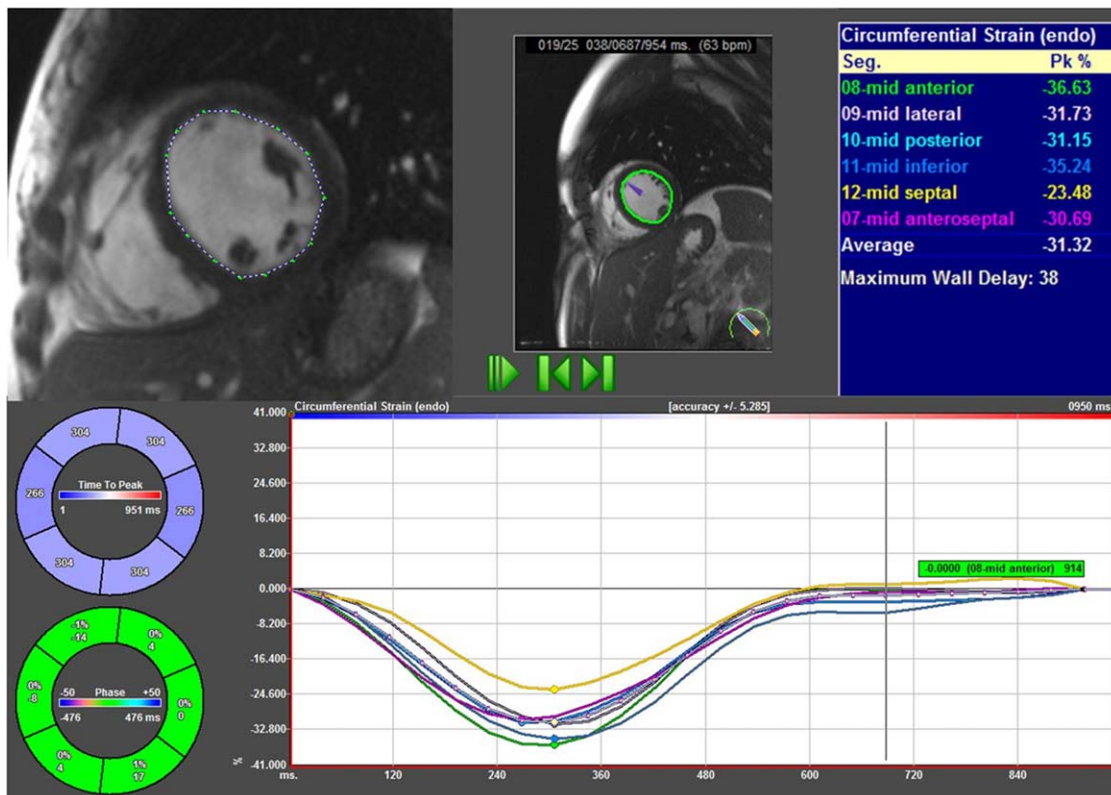 019/25 038/0687/954 ms. (63 bpm)
Circumferential Strain (endo)
Seg. Pk %
08-mid anterior -36.63
09-mid lateral -31.73
10-mid posterior -31.15
11-mid inferior -35.24
12-mid septal -23.48
07-mid anteroseptal -30.69
Average -31.32
Maximum Wall Delay: 38
304 304
266 266
304 304
Time To Peak
1 951 ms
-1% 0%
-14 4
0% 0%
-8 0
0% 1%
4 17
-50 Phase +50
-476 476 ms
Circumferential Strain (endo) [accuracy +/- 5.285] 0950 ms
41.000
32.800
24.600
16.400
8.200
0.000
-8.200
-16.400
-24.600
-32.800
-41.000
%
-0.0000 (08-mid anterior) 914
ms. 120 240 360 480 600 720 840